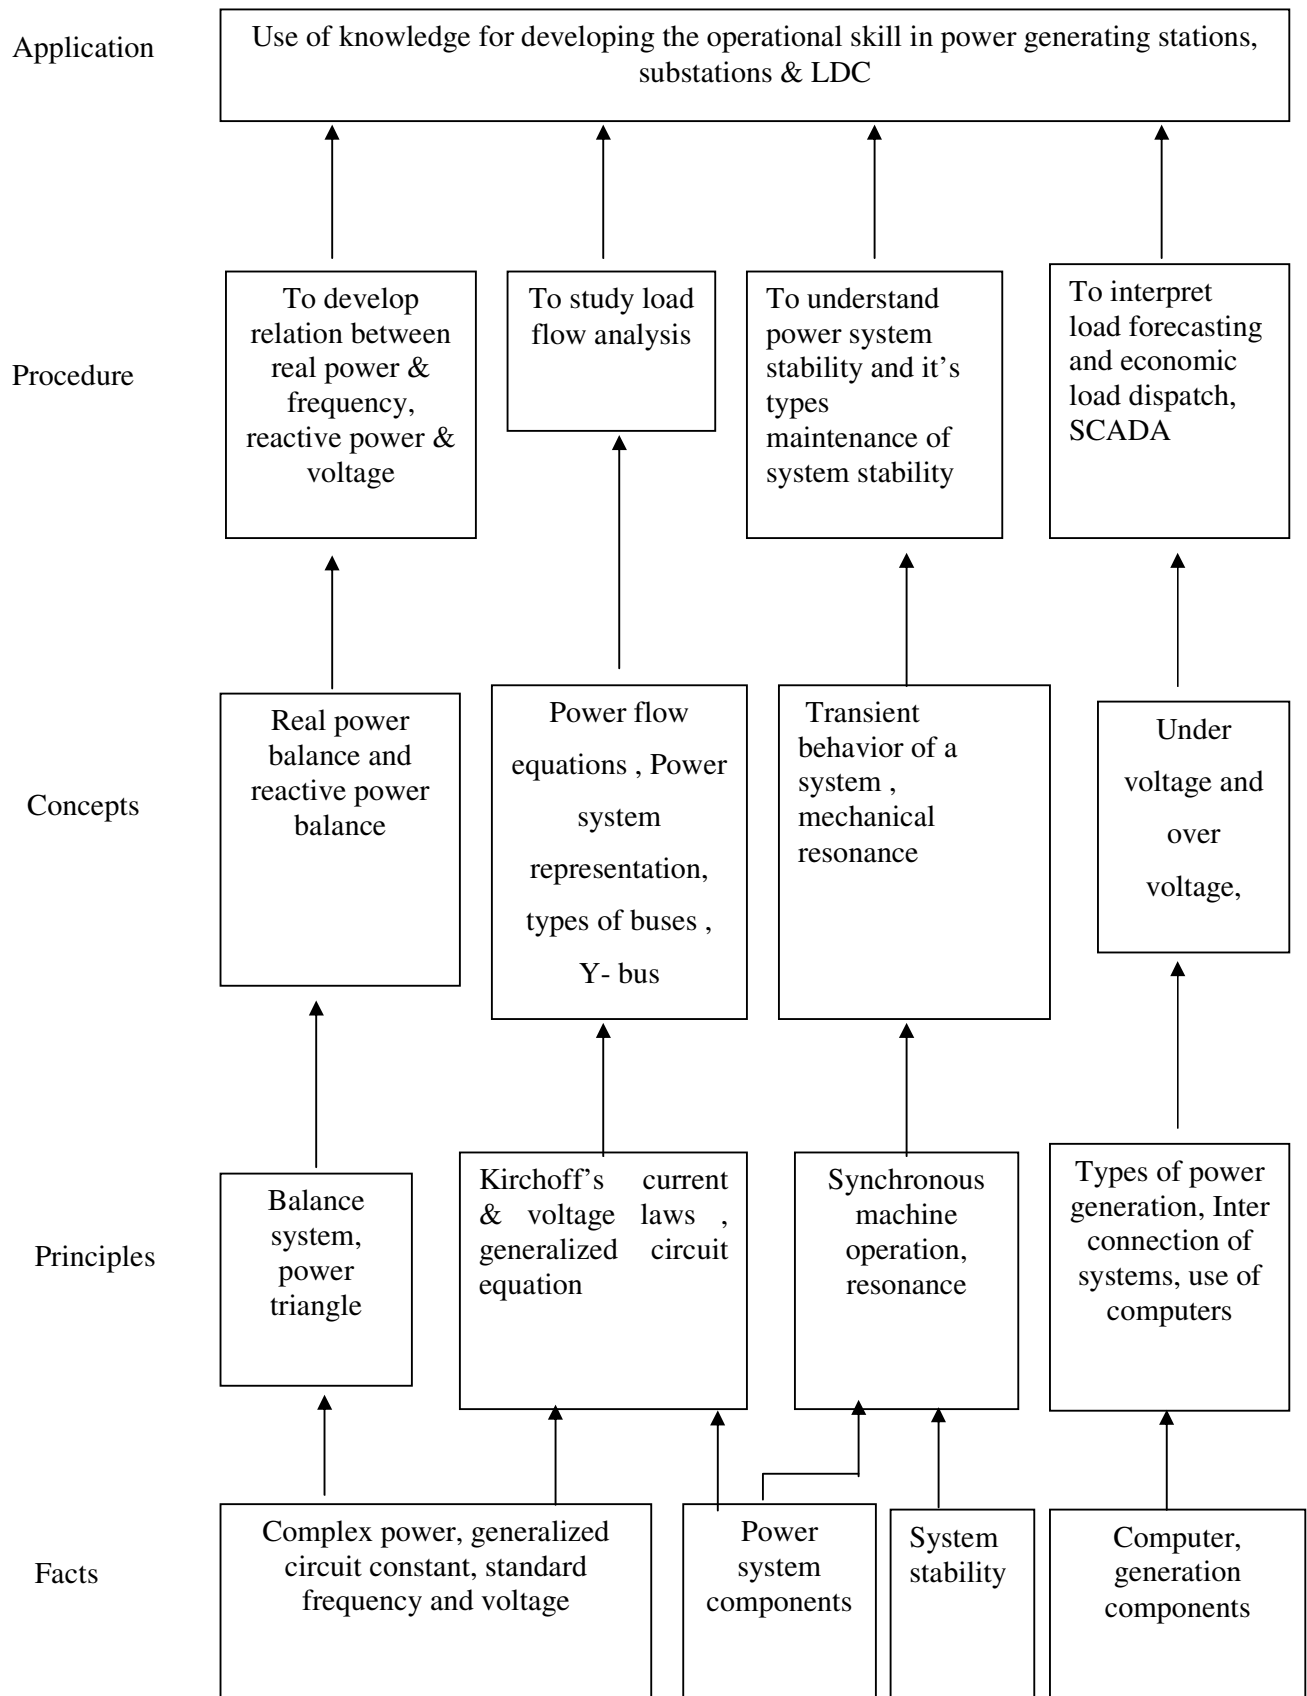 Application
Use of knowledge for developing the operational skill in power generating stations,
substations & LDC
Procedure
To develop
relation between
real power &
frequency,
reactive power &
voltage
To study load
flow analysis
To understand
power system
stability and it's
types
maintenance of
system stability
To interpret
load forecasting
and economic
load dispatch,
SCADA
Concepts
Real power
balance and
reactive power
balance
Power flow
equations , Power
system
representation,
types of buses ,
Y- bus
Transient
behavior of a
system ,
mechanical
resonance
Under
voltage and
over
voltage,
Principles
Balance
system,
power
triangle
Kirchoff's current
& voltage laws ,
generalized circuit
equation
Synchronous
machine
operation,
resonance
Types of power
generation, Inter
connection of
systems, use of
computers
Facts
Complex power, generalized
circuit constant, standard
frequency and voltage
Power
system
components
System
stability
Computer,
generation
components